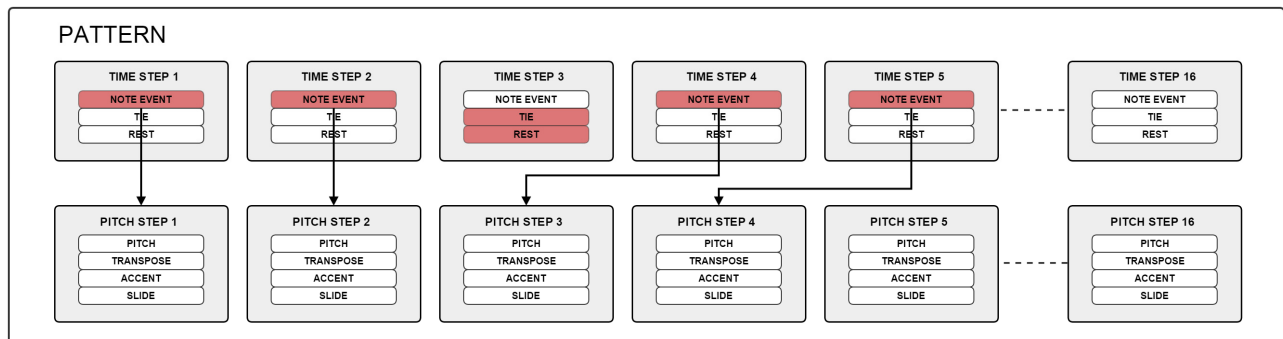 PATTERN
TIME STEP 1
NOTE EVENT
TIE
REST
TIME STEP 2
NOTE EVENT
TIE
REST
TIME STEP 3
NOTE EVENT
TIE
REST
TIME STEP 4
NOTE EVENT
TIE
REST
TIME STEP 5
NOTE EVENT
TIE
REST
TIME STEP 16
NOTE EVENT
TIE
REST
PITCH STEP 1
PITCH
TRANSPOSE
ACCENT
SLIDE
PITCH STEP 2
PITCH
TRANSPOSE
ACCENT
SLIDE
PITCH STEP 3
PITCH
TRANSPOSE
ACCENT
SLIDE
PITCH STEP 4
PITCH
TRANSPOSE
ACCENT
SLIDE
PITCH STEP 5
PITCH
TRANSPOSE
ACCENT
SLIDE
PITCH STEP 16
PITCH
TRANSPOSE
ACCENT
SLIDE